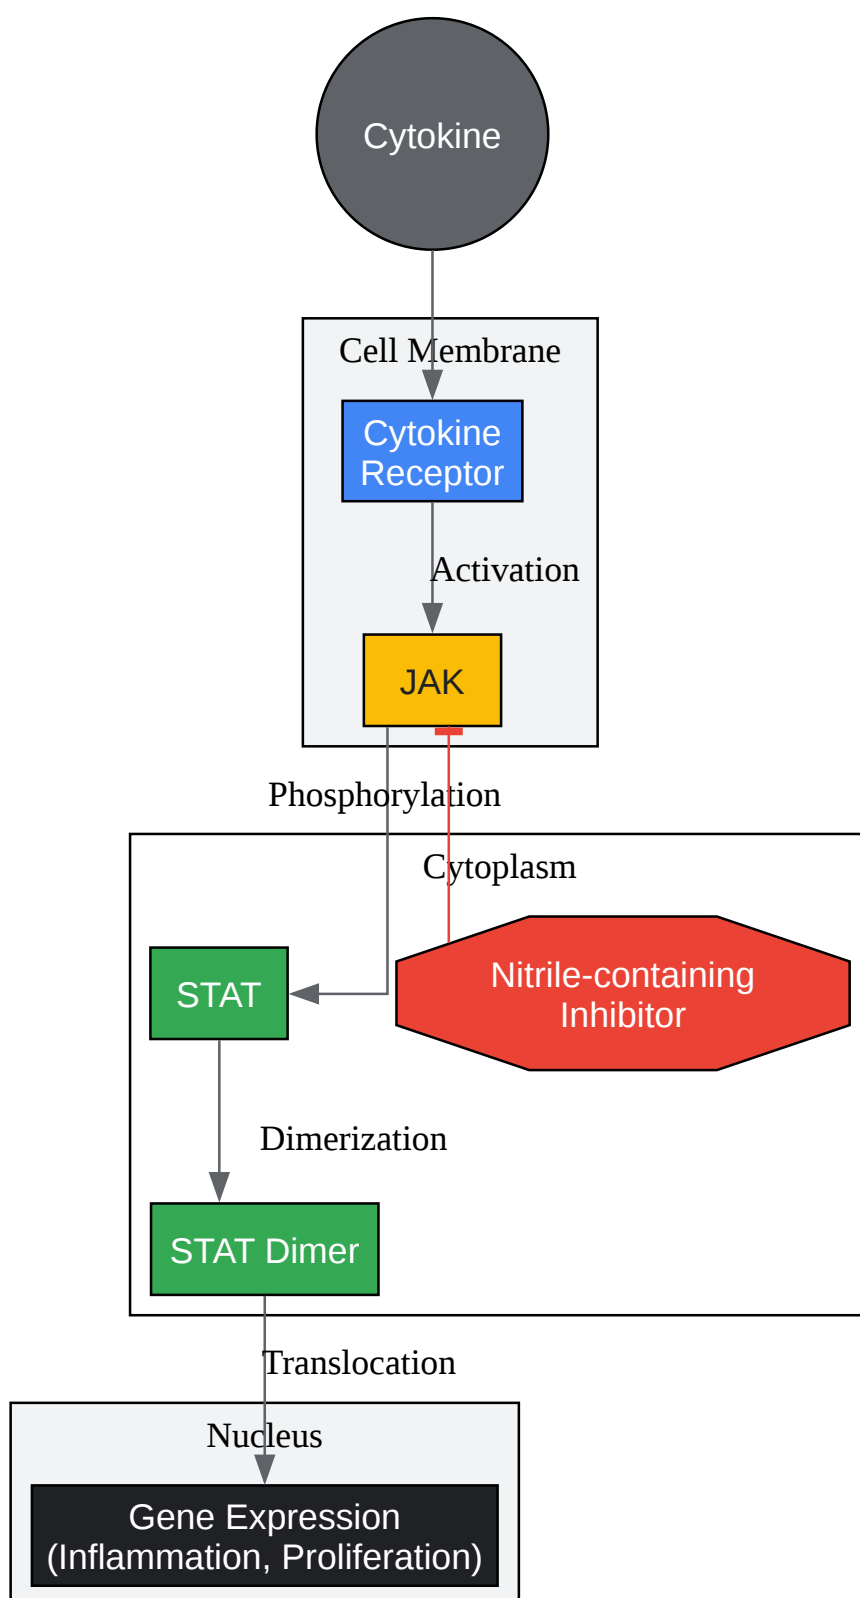 Cytokine
Cell Membrane
Cytokine
Receptor
Activation
JAK
Phosphorylation
Cytoplasm
STAT
Nitrile-containing
Inhibitor
Dimerization
STAT Dimer
Translocation
Nucleus
Gene Expression
(Inflammation, Proliferation)